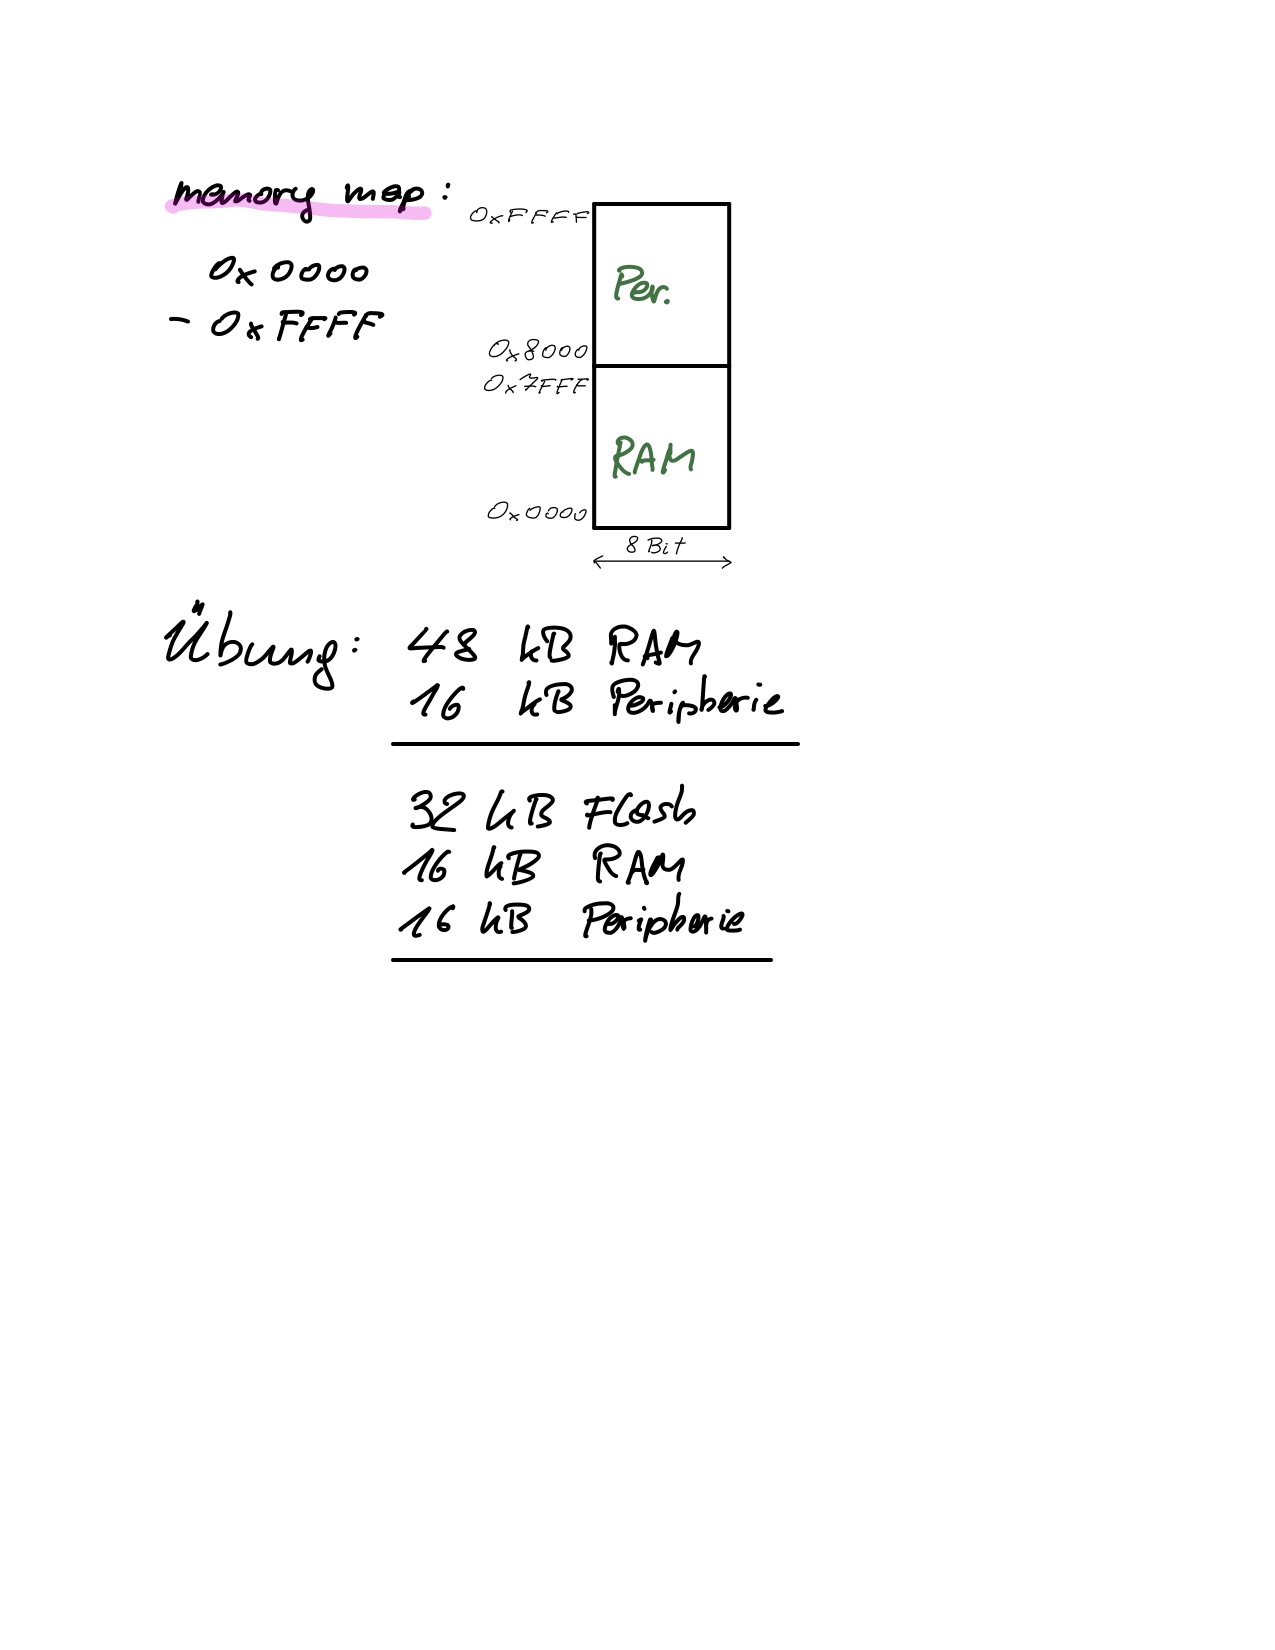 memory map:
0x0000
- 0xFFFF
0xFFFF
Per.
0x8000
0x7FFF
RAM
0x0000
8 Bit
Übung: 48 kB RAM
16 kB Peripherie
32 kB Flash
16 kB RAM
16 kB Peripherie